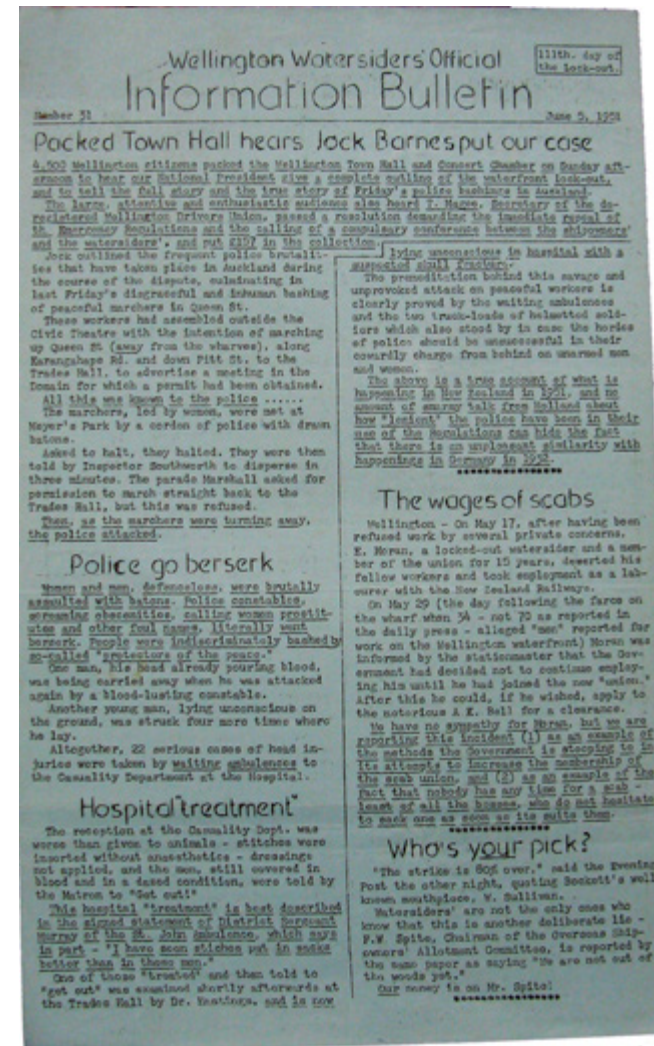 Wellington Watersiders' Official
111th. day of
the lock-out.
Information Bulletin
Number 31
June 5, 1951
Packed Town Hall hears Jock Barnes put our case
4,500 Wellington citizens packed the Wellington Town Hall and Concert Chamber on Sunday aft-
ernoon to hear our National President give a complete outline of the waterfront lock-out,
and to tell the full story and the true story of Friday's police bashings in Auckland.
The large, attentive and enthusiastic audience also heard T. Magee, Secretary of the de-
registered Wellington Drivers Union, passed a resolution demanding the immediate repeal of
th. Emergency Regulations and the calling of a compulsary conference between the shipowners'
and the watersiders', and put £197 in the collection.
Jock outlined the frequent police brutalit-
ies that have taken place in Auckland during
the course of the dispute, culminating in
last Friday's disgraceful and inhuman bashing
of peaceful marchers in Queen St.
These workers had assembled outside the
Civic Theatre with the intention of marching
up Queen St (away from the wharves), along
Karangahape Rd. and down Pitt St. to the
Trades Hall, to advertise a meeting in the
Domain for which a permit had been obtained.
All this was known to the police ......
The marchers, led by women, were met at
Meyer's Park by a cordon of police with drawn
batons.
Asked to halt, they halted. They were then
told by Inspector Southworth to disperse in
three minutes. The parade Marshall asked for
permission to march straight back to the
Trades Hall, but this was refused.
Then, as the marchers were turning away,
the police attacked.
Police go berserk
Women and men, defenceless, were brutally
assaulted with batons. Police constables,
screaming obscenities, calling women prostit-
utes and other foul names, literally went
berserk. People were indiscriminately bashed by
so-called "protectors of the peace."
One man, his head already pouring blood,
was being carried away when he was attacked
again by a blood-lusting constable.
Another young man, lying unconscious on
the ground, was struck four more times where
he lay.
Altogether, 22 serious cases of head in-
juries were taken by waiting ambulences to
the Casuality Department at the Hospital.
Hospital "treatment"
The reception at the Casuality Dept. was
worse than given to animals - stitches were
inserted without anaesthetics - dressings
not applied, and the men, still covered in
blood and in a dazed condition, were told by
the Matron to "Get out!"
This hospital "treatment" is best described
in the signed statement of District Sergeant
Murray of the St. John Ambulence, which says
in part - "I have seen stiches put in sacks
better than in these men."
One of those "treated" and then told to
"get out" was examined shortly afterwards at
the Trades Hall by Dr. Hastings, and is now
lying unconscious in hospital with a
suspected skull fracture.
The premeditation behind this savage and
unprovoked attack on peaceful workers is
clearly proved by the waiting ambulences
and the two truck-loads of helmetted sold-
iers which also stood by in case the hordes
of police should be unsuccessful in their
cowardly charge from behind on unarmed men
and women.
The above is a true account of what is
happening in New Zealand in 1951, and no
amount of smarmy talk from Holland about
how "lenient" the police have been in their
use of the Regulations can hide the fact
that there is an unpleasant similarity with
happenings in Germany in
The wages of scabs
Wellington - On May 17, after having been
refused work by several private concerns,
E. Moran, a locked-out watersider and a mem-
ber of the union for 15 years, deserted his
fellow workers and took employment as a lab-
ourer with the New Zealand Railways.
On May 29 (the day following the farce on
the wharf when 34 - not 70 as reported in
the daily press - alleged "men" reported for
work on the Wellington waterfront) Moran was
informed by the stationmaster that the Gov-
ernment had decided not to continue employ-
ing him until he had joined the new "union."
After this he could, if he wished, apply to
the notorious A.K. Bell for a clearance.
We have no sympathy for Moran, but we are
reporting this incident (1) as an example of
the methods the Government is stooping to in
its attempts to increase the membership of
the scab union, and (2) as an example of the
fact that nobody has any time for a scab -
least of all the bosses, who do not hesitate
to sack one as soon as its suits them.
Who's your pick?
"The strike is 80% over," said the Evening
Post the other night, quoting Beckett's well
known mouthpiece, W. Sullivan.
Watersiders' are not the only ones who
know that this is another deliberate lie -
P.W. Spite, Chairman of the Overseas Ship-
owners' Allotment Committee, is reported by
the same paper as saying "We are not out of
the woods yet."
Our money is on Mr. Spite!